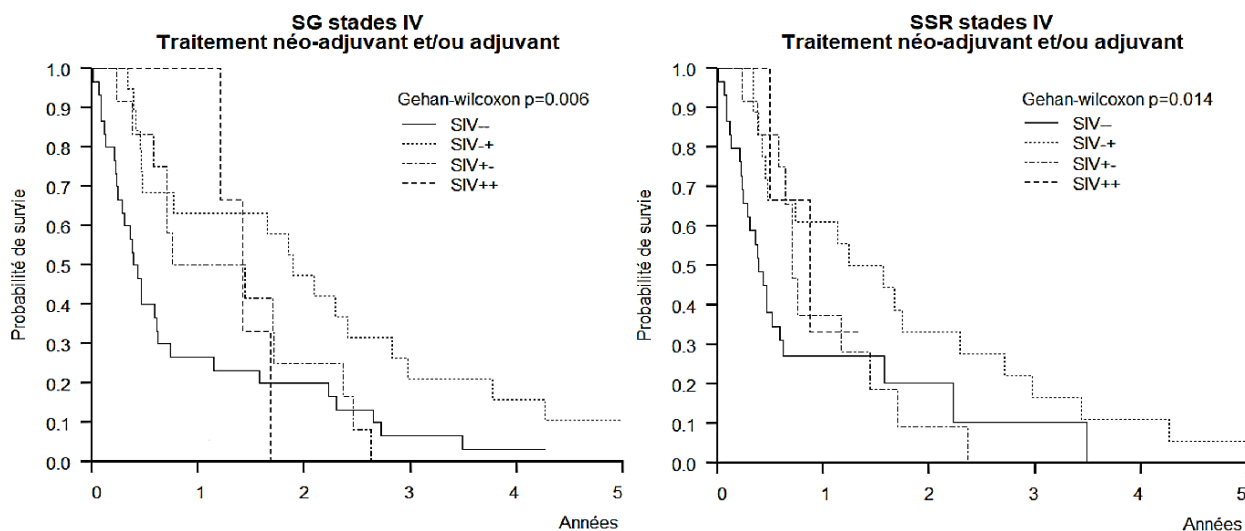 SG stades IV
Traitement néo-adjuvant et/ou adjuvant
Gehan-wilcoxon p=0.006
SIV--
SIV-+
SIV+-
SIV++
Probabilité de survie
1.0
0.9
0.8
0.7
0.6
0.5
0.4
0.3
0.2
0.1
0.0
0 1 2 3 4 5
Années
SSR stades IV
Traitement néo-adjuvant et/ou adjuvant
Gehan-wilcoxon p=0.014
SIV--
SIV-+
SIV+-
SIV++
Probabilité de survie
1.0
0.9
0.8
0.7
0.6
0.5
0.4
0.3
0.2
0.1
0.0
0 1 2 3 4 5
Années